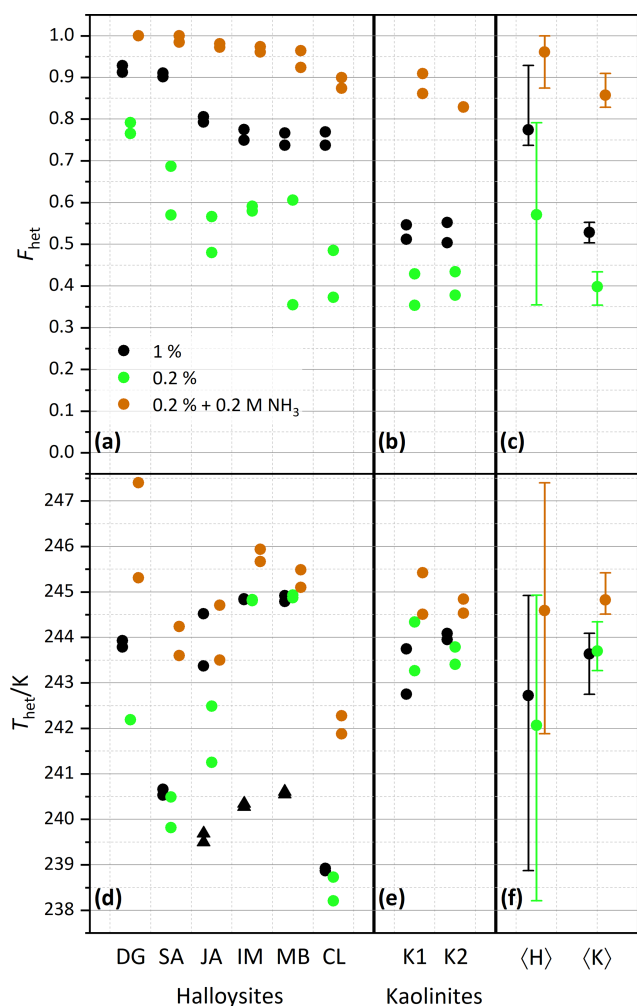 1.0
0.9
0.8
0.7
0.6
0.5
0.4
0.3
0.2
0.1
0.0
F_het
1 %
0.2 %
0.2 % + 0.2 M NH₃
(a)
(b)
(c)
247
246
245
244
243
242
241
240
239
238
T_het/K
(d)
(e)
(f)
DG SA JA IM MB CL K1 K2 ⟨H⟩ ⟨K⟩
Halloysites Kaolinites